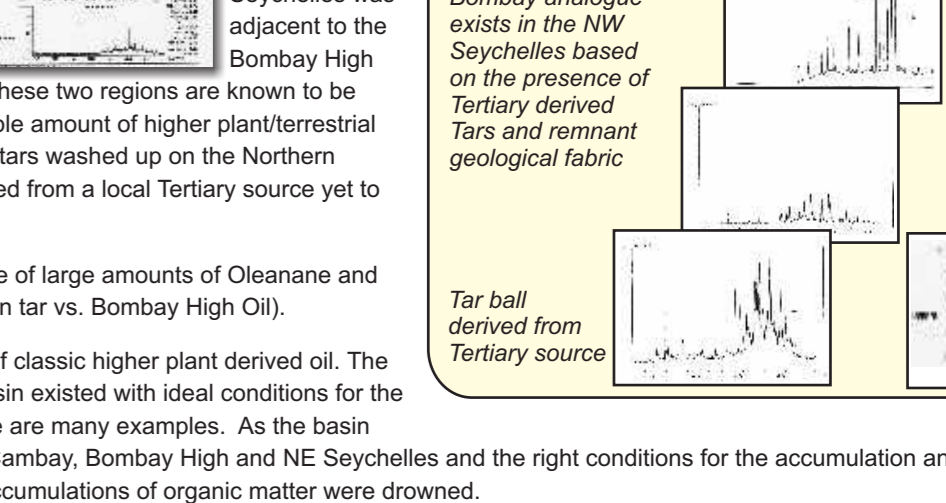 Seychelles was
adjacent to the
Bombay High
hese two regions are known to be
ole amount of higher plant/terrestrial
tars washed up on the Northern
ed from a local Tertiary source yet to
e of large amounts of Oleanane and
n tar vs. Bombay High Oil).
of classic higher plant derived oil. The
sin existed with ideal conditions for the
e are many examples. As the basin
Cambay, Bombay High and NE Seychelles and the right conditions for the accumulation an
ccumulations of organic matter were drowned.
Bombay analogue
exists in the NW
Seychelles based
on the presence of
Tertiary derived
Tars and remnant
geological fabric
Tar ball
derived from
Tertiary source